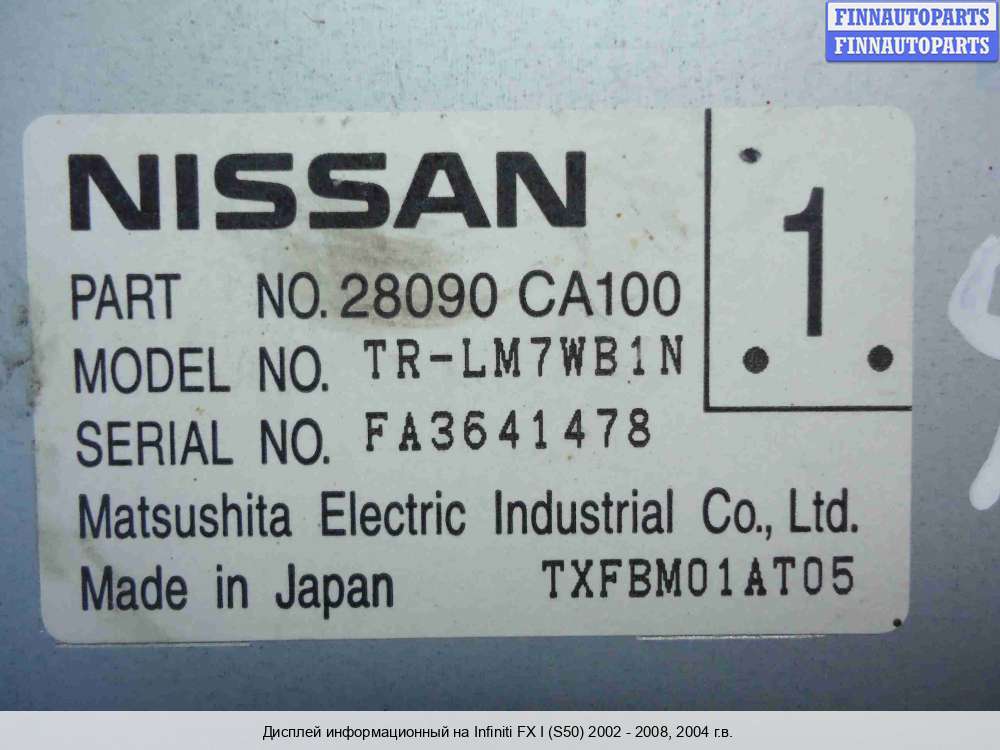 FINNAUTOPARTS
FINNAUTOPARTS
NISSAN
1
PART NO. 28090 CA100
MODEL NO. TR-LM7WB1N
SERIAL NO. FA3641478
Matsushita Electric Industrial Co., Ltd.
Made in Japan TXFBM01AT05
Дисплей информационный на Infiniti FX I (S50) 2002 - 2008, 2004 г.в.